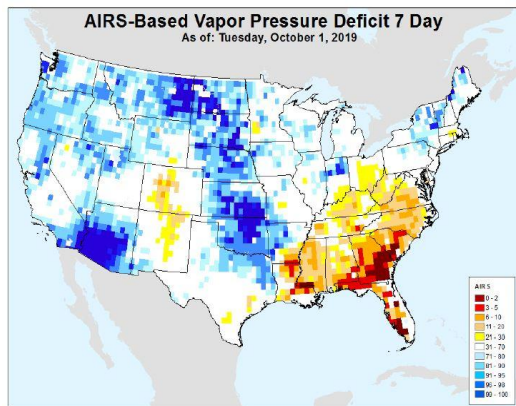 AIRS-Based Vapor Pressure Deficit 7 Day
As of: Tuesday, October 1, 2019
AIRS
0 - 2
3 - 5
6 - 10
11 - 20
21 - 30
31 - 70
71 - 80
81 - 90
91 - 95
96 - 98
99 - 100